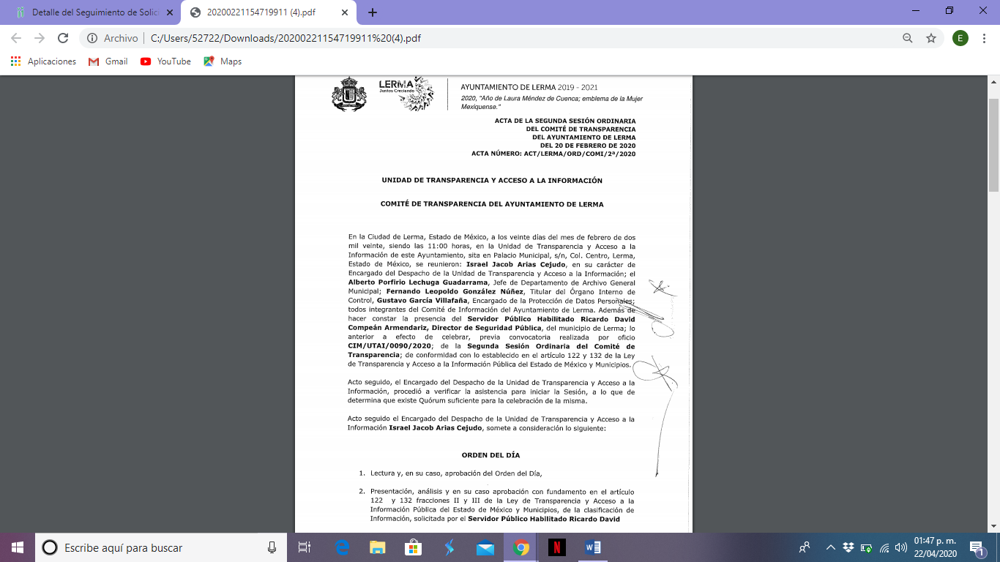 Detalle del Seguimiento de Solici
20200221154719911 (4).pdf
Archivo
C:/Users/52722/Downloads/20200221154719911%20(4).pdf
E
Aplicaciones
Gmail
YouTube
Maps
LERMA
Juntos Creciendo
AYUNTAMIENTO DE LERMA 2019 - 2021
2020, “Año de Laura Méndez de Cuenca; emblema de la Mujer
Mexiquense.”
ACTA DE LA SEGUNDA SESIÓN ORDINARIA
DEL COMITÉ DE TRANSPARENCIA
DEL AYUNTAMIENTO DE LERMA
DEL 20 DE FEBRERO DE 2020
ACTA NÚMERO: ACT/LERMA/ORD/COMI/2ª/2020
UNIDAD DE TRANSPARENCIA Y ACCESO A LA INFORMACIÓN
COMITÉ DE TRANSPARENCIA DEL AYUNTAMIENTO DE LERMA
En la Ciudad de Lerma, Estado de México, a los veinte días del mes de febrero de dos
mil veinte, siendo las 11:00 horas, en la Unidad de Transparencia y Acceso a la
Información de este Ayuntamiento, sita en Palacio Municipal, s/n, Col. Centro, Lerma,
Estado de México, se reunieron: Israel Jacob Arias Cejudo, en su carácter de
Encargado del Despacho de la Unidad de Transparencia y Acceso a la Información; el
Alberto Porfirio Lechuga Guadarrama, Jefe de Departamento de Archivo General
Municipal; Fernando Leopoldo González Núñez, Titular del Órgano Interno de
Control, Gustavo García Villafaña, Encargado de la Protección de Datos Personales;
todos integrantes del Comité de Información del Ayuntamiento de Lerma. Además de
hacer constar la presencia del Servidor Público Habilitado Ricardo David
Compeán Armendariz, Director de Seguridad Pública, del municipio de Lerma; lo
anterior a efecto de celebrar, previa convocatoria realizada por oficio
CIM/UTAI/0090/2020; de la Segunda Sesión Ordinaria del Comité de
Transparencia; de conformidad con lo establecido en el artículo 122 y 132 de la Ley
de Transparencia y Acceso a la Información Pública del Estado de México y Municipios.
Acto seguido, el Encargado del Despacho de la Unidad de Transparencia y Acceso a la
Información, procedió a verificar la asistencia para iniciar la Sesión, a lo que de
determina que existe Quórum suficiente para la celebración de la misma.
Acto seguido el Encargado del Despacho de la Unidad de Transparencia y Acceso a la
Información Israel Jacob Arias Cejudo, somete a consideración lo siguiente:
ORDEN DEL DÍA
1. Lectura y, en su caso, aprobación del Orden del Día,
2. Presentación, análisis y en su caso aprobación con fundamento en el artículo
122 y 132 fracciones II y III de la Ley de Transparencia y Acceso a la
Información Pública del Estado de México y Municipios, de la clasificación de
Información, solicitada por el Servidor Público Habilitado Ricardo David
Escribe aquí para buscar
01:47 p. m.
22/04/2020
1